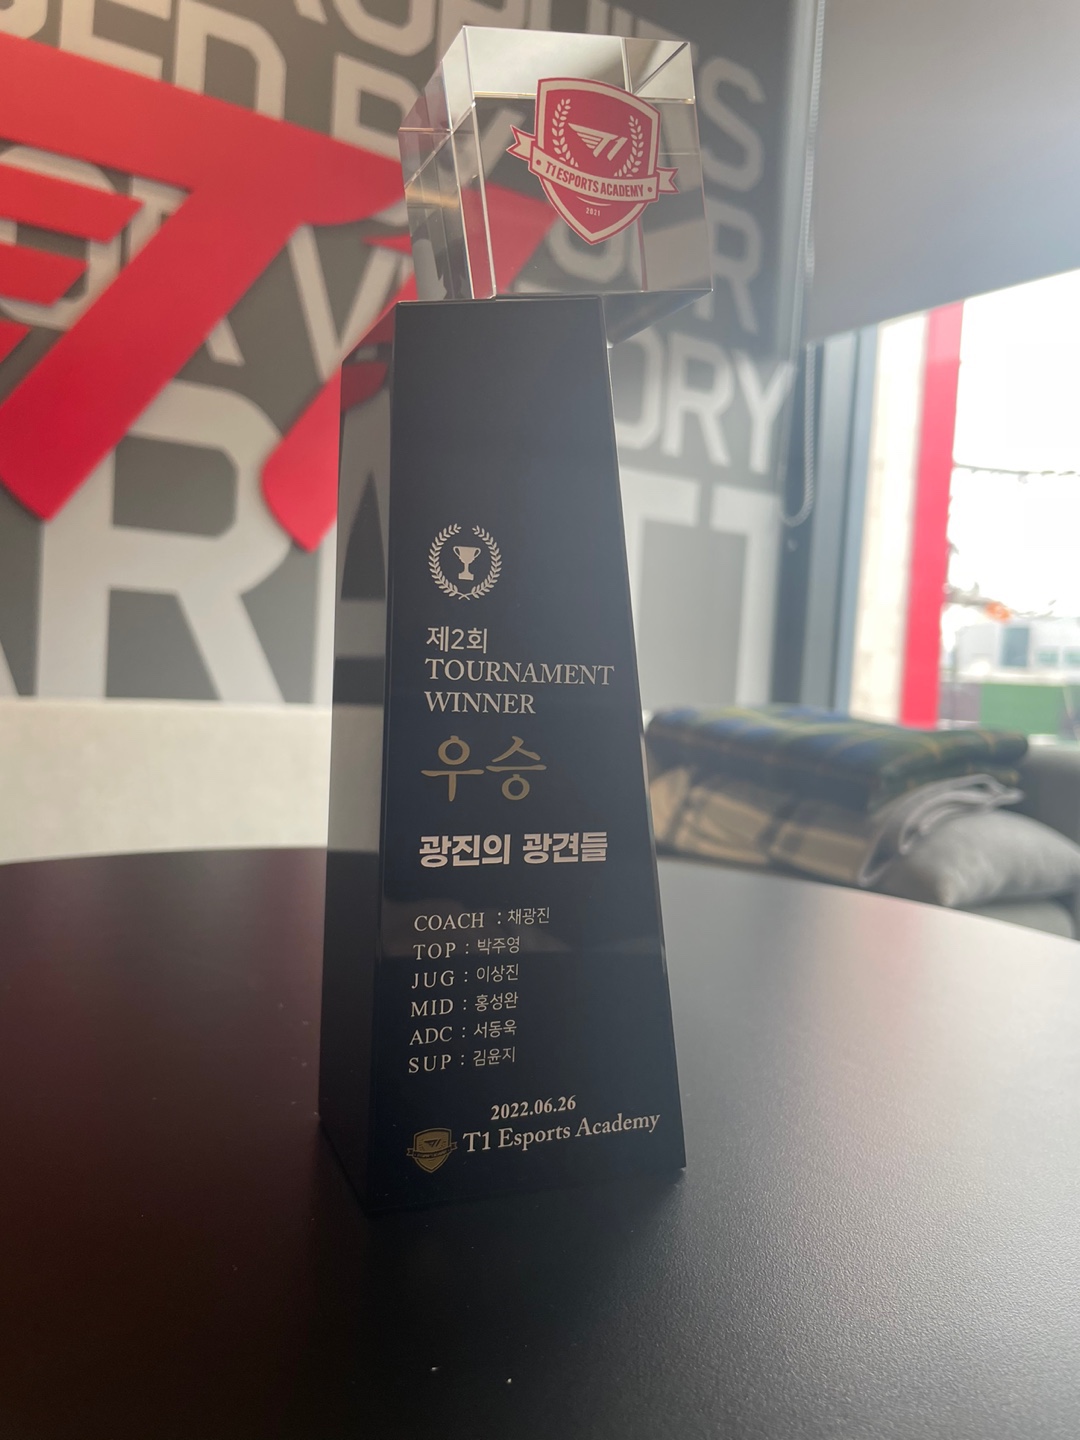 T1
T1 ESPORTS ACADEMY
2021
제2회
TOURNAMENT
WINNER
우승
광진의 광견들
COACH : 채광진
TOP : 박주영
JUG : 이상진
MID : 홍성완
ADC : 서동욱
SUP : 김윤지
2022.06.26
T1 Esports Academy